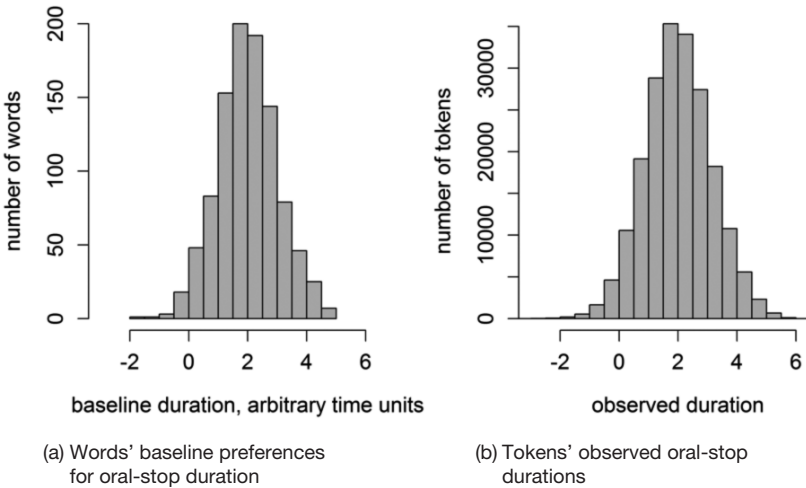 number of words
0
50
100
150
200
-2 0 2 4 6
baseline duration, arbitrary time units
(a) Words’ baseline preferences
for oral-stop duration
number of tokens
0
10000
20000
30000
-2 0 2 4 6
observed duration
(b) Tokens’ observed oral-stop
durations